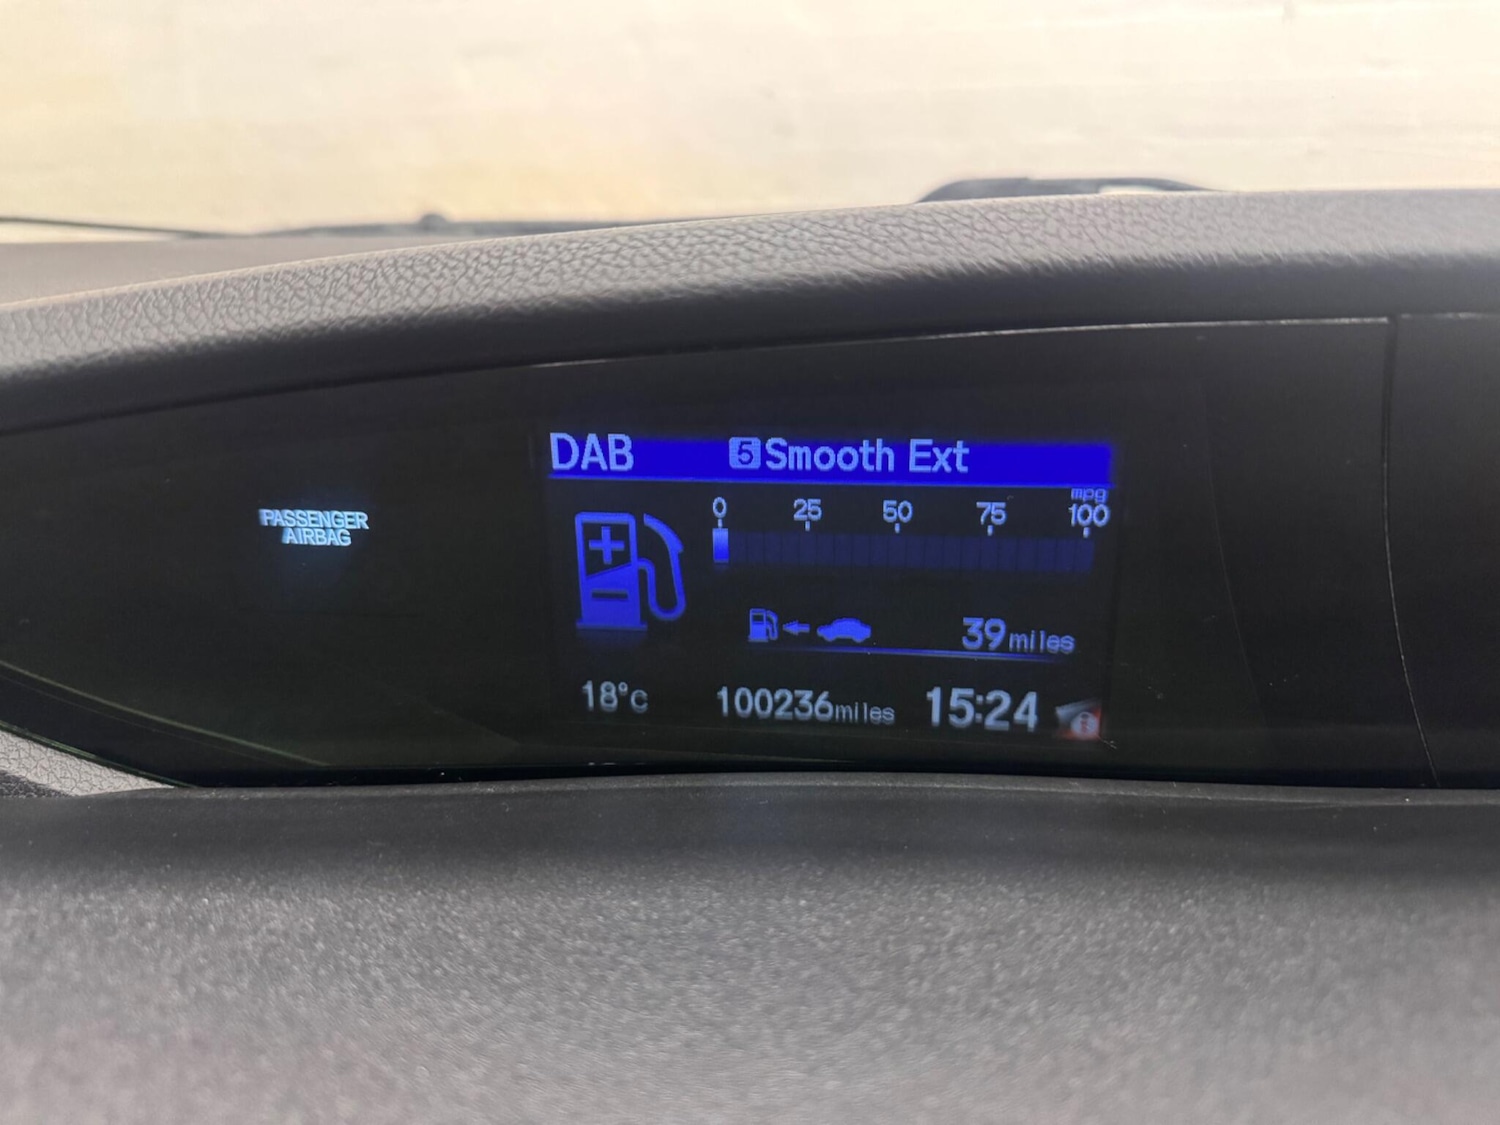 DAB 5 Smooth Ext
mpg
0 25 50 75 100
PASSENGER
AIRBAG
39 miles
18°C 100236 miles 15:24 i